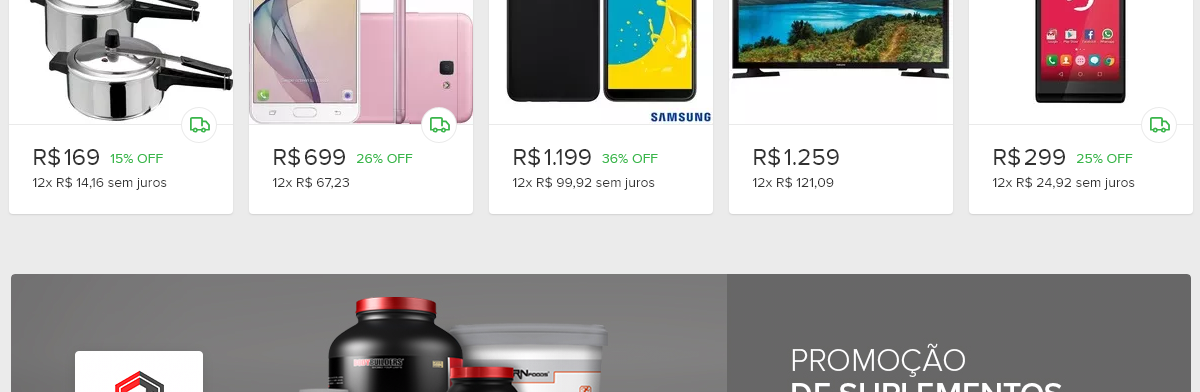 SAMSUNG
R$ 169 15% OFF
12x R$ 14,16 sem juros
R$ 699 26% OFF
12x R$ 67,23
R$ 1.199 36% OFF
12x R$ 99,92 sem juros
R$ 1.259
12x R$ 121,09
R$ 299 25% OFF
12x R$ 24,92 sem juros
PROMOÇÃO
DE SUPLEMENTOS
BODYBUILDERS
FOODS